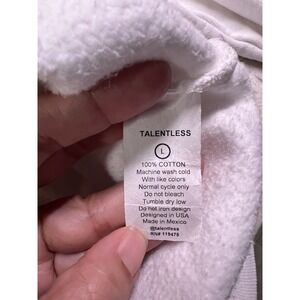 TALENTLESS
L
100% COTTON
Machine wash cold
With like colors
Normal cycle only
Do not bleach
Tumble dry low
Do not iron design
Designed in USA
Made in Mexico
@talentless
RN# 119478